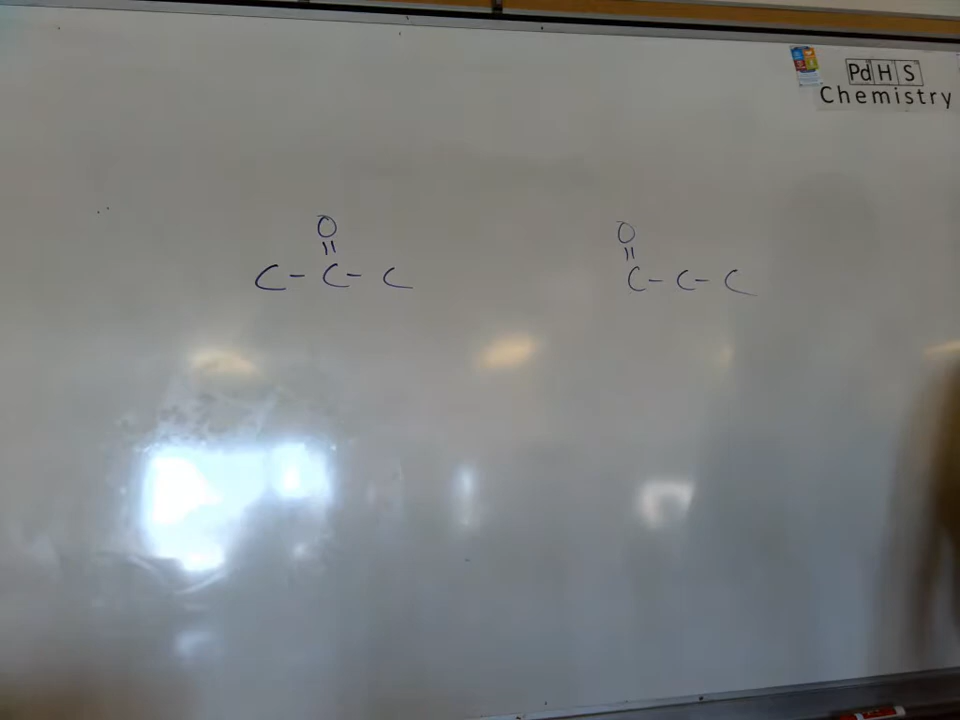 Pd H S
Chemistry
O O
|| ||
C - C - C C - C - C